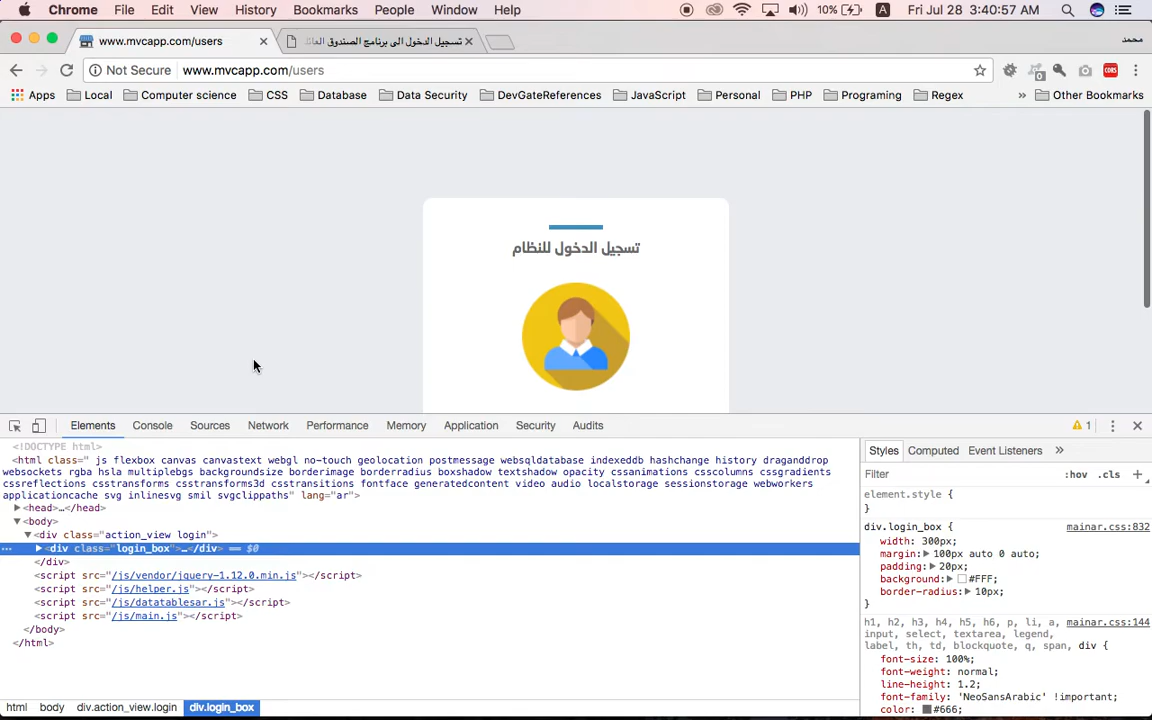 Chrome File Edit View History Bookmarks People Window Help 10% A Fri Jul 28 3:40:57 AM
www.mvcapp.com/users تسجيل الدخول الى برنامج الصندوق محمد
Not Secure www.mvcapp.com/users 0 CORS
Apps Local Computer science CSS Database Data Security DevGateReferences JavaScript Personal PHP Programing Regex » Other Bookmarks
تسجيل الدخول للنظام
Elements Console Sources Network Performance Memory Application Security Audits 1
<!DOCTYPE html>
<html class=" js flexbox canvas canvastext webgl no-touch geolocation postmessage websqldatabase indexeddb hashchange history draganddrop
websockets rgba hsla multiplebgs backgroundsize borderimage borderradius boxshadow textshadow opacity cssanimations csscolumns cssgradients
cssreflections csstransforms csstransforms3d csstransitions fontface generatedcontent video audio localstorage sessionstorage webworkers
applicationcache svg inlinesvg smil svgclippaths" lang="ar">
<head>…</head>
<body>
<div class="action_view login">
<div class="login_box">…</div> == $0
</div>
<script src="/js/vendor/jquery-1.12.0.min.js"></script>
<script src="/js/helper.js"></script>
<script src="/js/datatablesar.js"></script>
<script src="/js/main.js"></script>
</body>
</html>
html body div.action_view.login div.login_box
Styles Computed Event Listeners »
Filter :hov .cls +
element.style {
}
div.login_box { mainar.css:832
width: 300px;
margin: 100px auto 0 auto;
padding: 20px;
background: #FFF;
border-radius: 10px;
}
h1, h2, h3, h4, h5, h6, p, li, a, mainar.css:144
input, select, textarea, legend,
label, th, td, blockquote, q, span, div {
font-size: 100%;
font-weight: normal;
line-height: 1.2;
font-family: 'NeoSansArabic' !important;
color: #666;